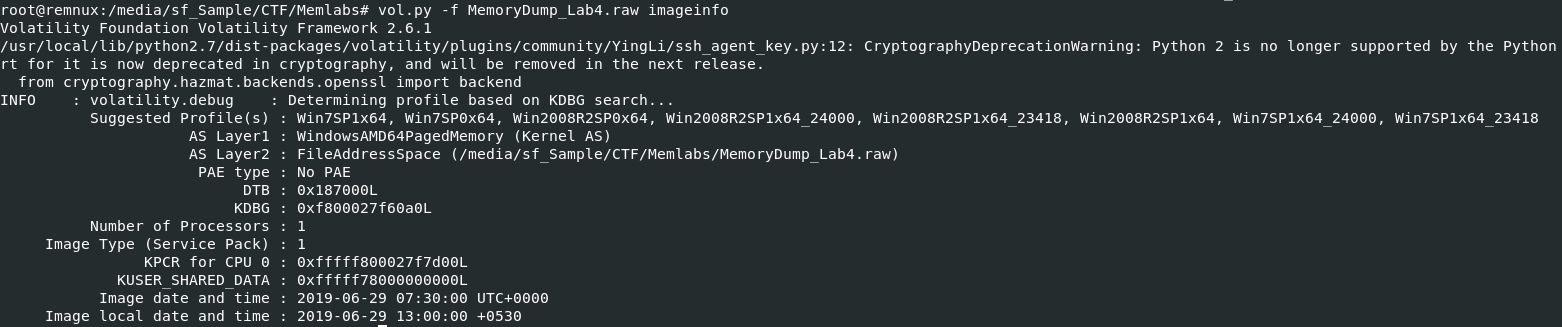 root@remnux:/media/sf_Sample/CTF/Memlabs# vol.py -f MemoryDump_Lab4.raw imageinfo
Volatility Foundation Volatility Framework 2.6.1
/usr/local/lib/python2.7/dist-packages/volatility/plugins/community/YingLi/ssh_agent_key.py:12: CryptographyDeprecationWarning: Python 2 is no longer supported by the Python
rt for it is now deprecated in cryptography, and will be removed in the next release.
  from cryptography.hazmat.backends.openssl import backend
INFO    : volatility.debug    : Determining profile based on KDBG search...
          Suggested Profile(s) : Win7SP1x64, Win7SP0x64, Win2008R2SP0x64, Win2008R2SP1x64_24000, Win2008R2SP1x64_23418, Win2008R2SP1x64, Win7SP1x64_24000, Win7SP1x64_23418
                     AS Layer1 : WindowsAMD64PagedMemory (Kernel AS)
                     AS Layer2 : FileAddressSpace (/media/sf_Sample/CTF/Memlabs/MemoryDump_Lab4.raw)
                      PAE type : No PAE
                           DTB : 0x187000L
                          KDBG : 0xf800027f60a0L
          Number of Processors : 1
     Image Type (Service Pack) : 1
                KPCR for CPU 0 : 0xfffff800027f7d00L
             KUSER_SHARED_DATA : 0xfffff78000000000L
           Image date and time : 2019-06-29 07:30:00 UTC+0000
     Image local date and time : 2019-06-29 13:00:00 +0530